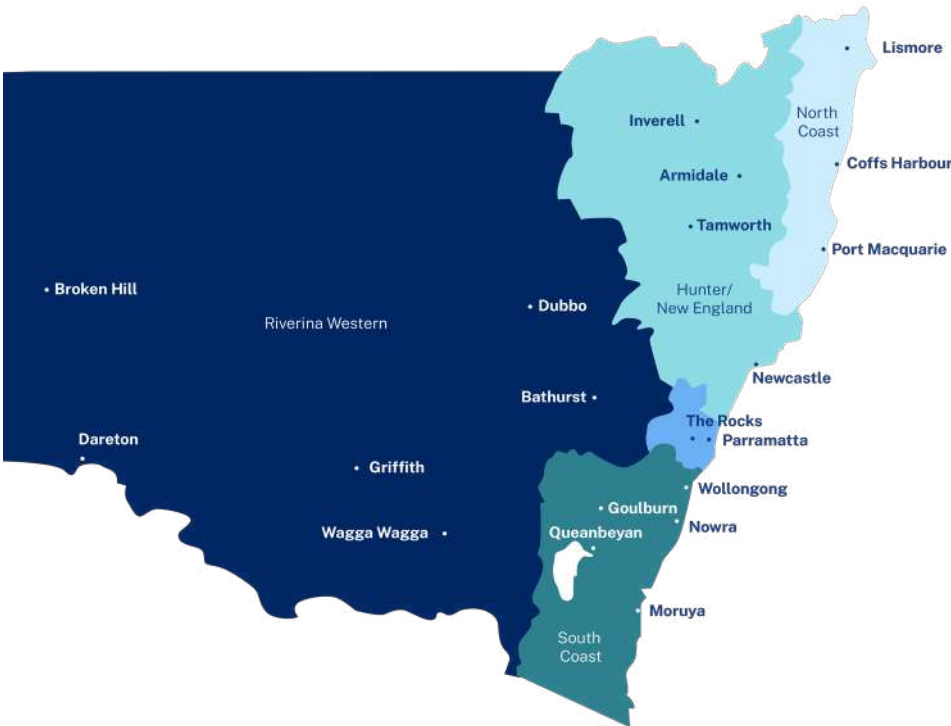 Lismore
North
Coast
Inverell
Coffs Harbour
Armidale
Tamworth
Port Macquarie
Broken Hill
Hunter/
New England
Dubbo
Riverina Western
Newcastle
Bathurst
The Rocks
Dareton
Parramatta
Griffith
Wollongong
Goulburn
Nowra
Wagga Wagga
Queanbeyan
Moruya
South
Coast